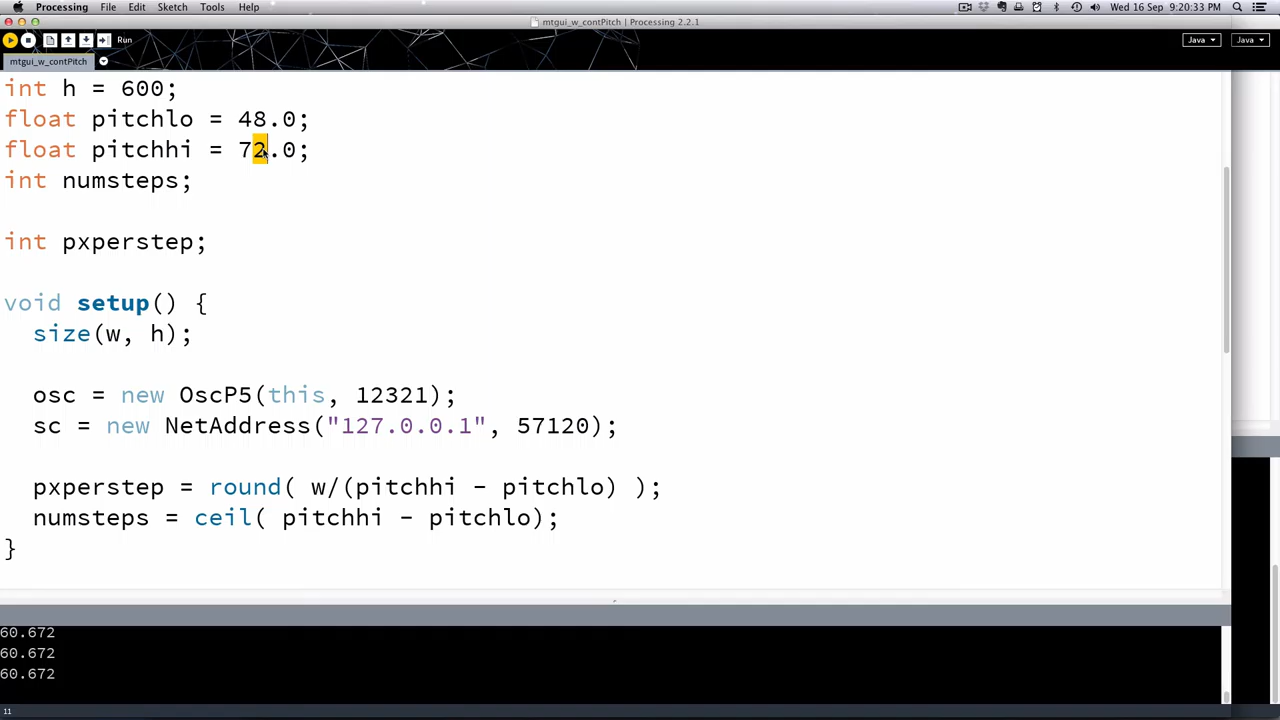 Processing File Edit Sketch Tools Help
Wed 16 Sep 9:20:33 PM
mtgui_w_contPitch | Processing 2.2.1
Run
Java
Java
mtgui_w_contPitch
int h = 600;
float pitchlo = 48.0;
float pitchhi = 72.0;
int numsteps;
int pxperstep;
void setup() {
size(w, h);
osc = new OscP5(this, 12321);
sc = new NetAddress("127.0.0.1", 57120);
pxperstep = round( w/(pitchhi - pitchlo) );
numsteps = ceil( pitchhi - pitchlo);
}
60.672
60.672
60.672
11